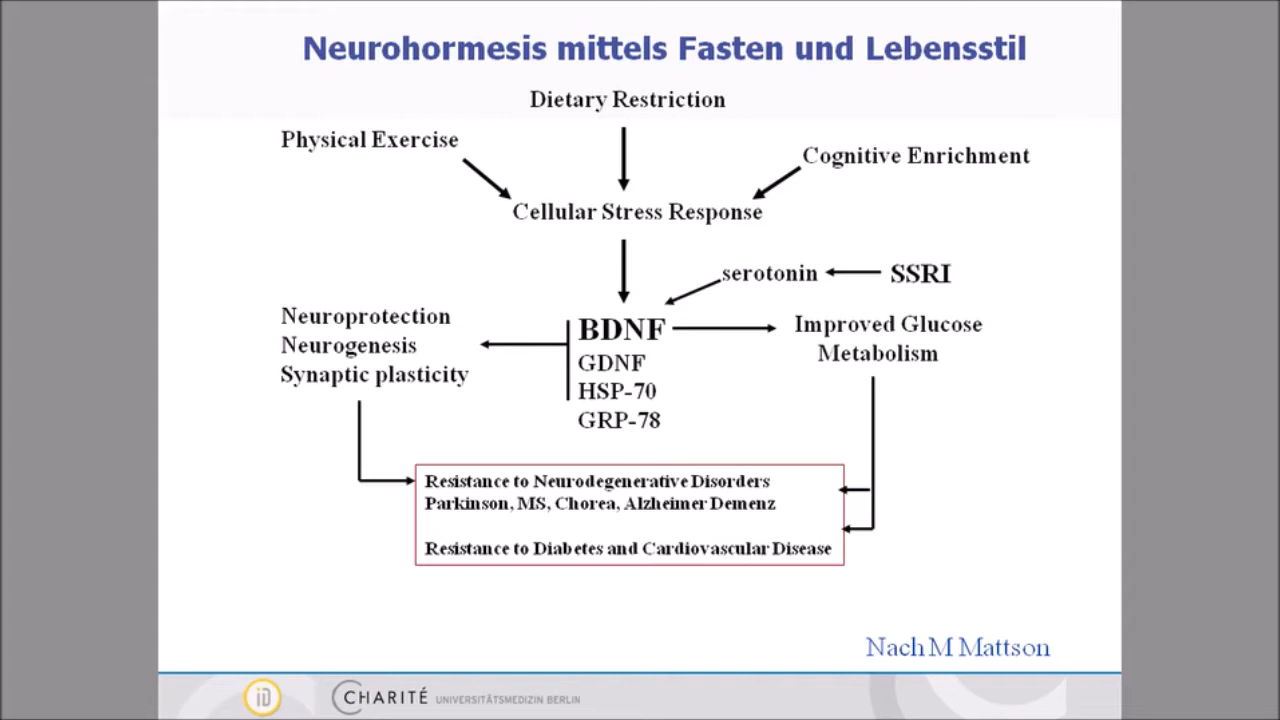 Neurohormesis mittels Fasten und Lebensstil
Dietary Restriction
Physical Exercise
Cognitive Enrichment
Cellular Stress Response
serotonin
SSRI
Neuroprotection
Neurogenesis
Synaptic plasticity
BDNF
GDNF
HSP-70
GRP-78
Improved Glucose
Metabolism
Resistance to Neurodegenerative Disorders
Parkinson, MS, Chorea, Alzheimer Demenz
Resistance to Diabetes and Cardiovascular Disease
Nach M Mattson
iD
CHARITÉ UNIVERSITÄTSMEDIZIN BERLIN